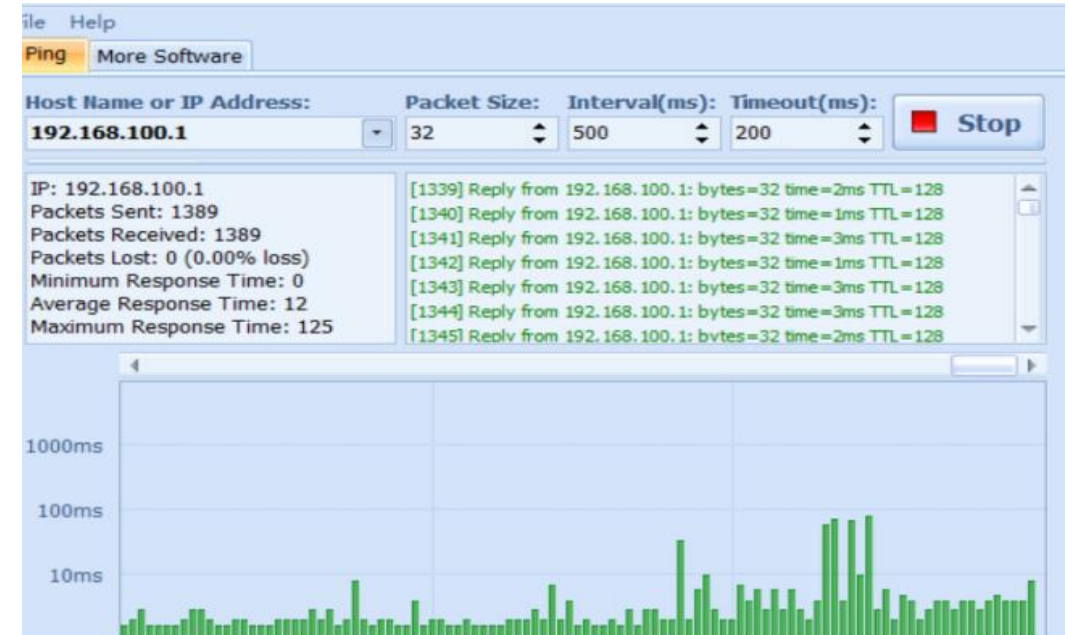 ile Help
Ping More Software
Host Name or IP Address: Packet Size: Interval(ms): Timeout(ms):
192.168.100.1 32 500 200 Stop
IP: 192.168.100.1
Packets Sent: 1389
Packets Received: 1389
Packets Lost: 0 (0.00% loss)
Minimum Response Time: 0
Average Response Time: 12
Maximum Response Time: 125
[1339] Reply from 192.168.100.1: bytes=32 time=2ms TTL=128
[1340] Reply from 192.168.100.1: bytes=32 time=1ms TTL=128
[1341] Reply from 192.168.100.1: bytes=32 time=3ms TTL=128
[1342] Reply from 192.168.100.1: bytes=32 time=1ms TTL=128
[1343] Reply from 192.168.100.1: bytes=32 time=3ms TTL=128
[1344] Reply from 192.168.100.1: bytes=32 time=3ms TTL=128
[1345] Reply from 192.168.100.1: bytes=32 time=2ms TTL=128
1000ms
100ms
10ms